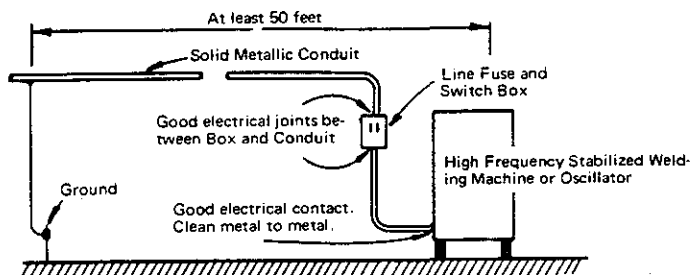 At least 50 feet
Solid Metallic Conduit
Line Fuse and
Switch Box
Good electrical joints be-
tween Box and Conduit
High Frequency Stabilized Weld-
ing Machine or Oscillator
Ground
Good electrical contact.
Clean metal to metal.